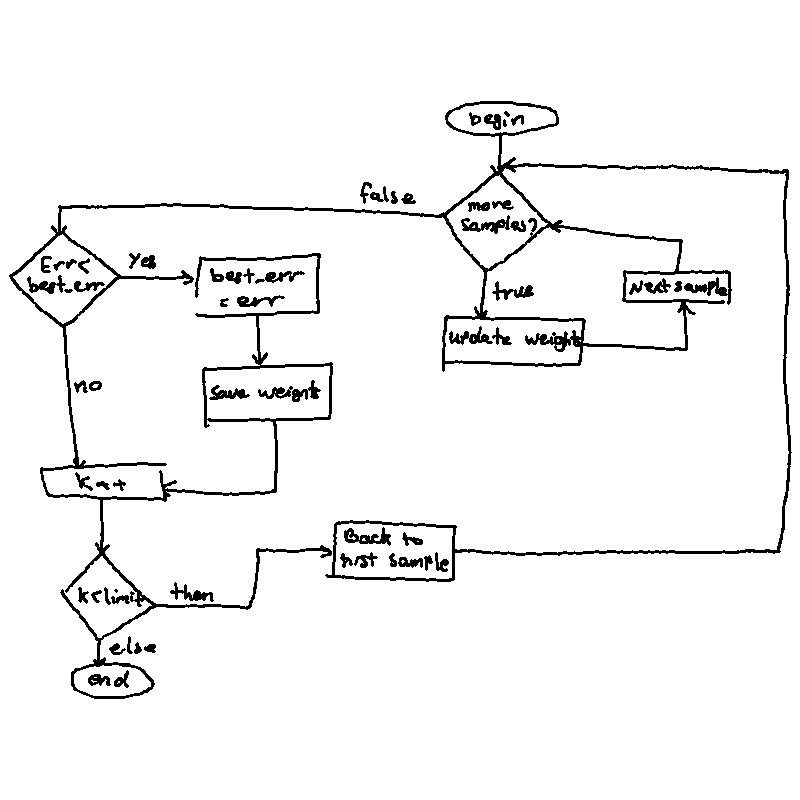 begin
false
more
samples?
Err<
best_err
yes
best_err
= err
true
Next sample
update weights
no
save weights
K++
Back to
first sample
k<limit
then
else
end